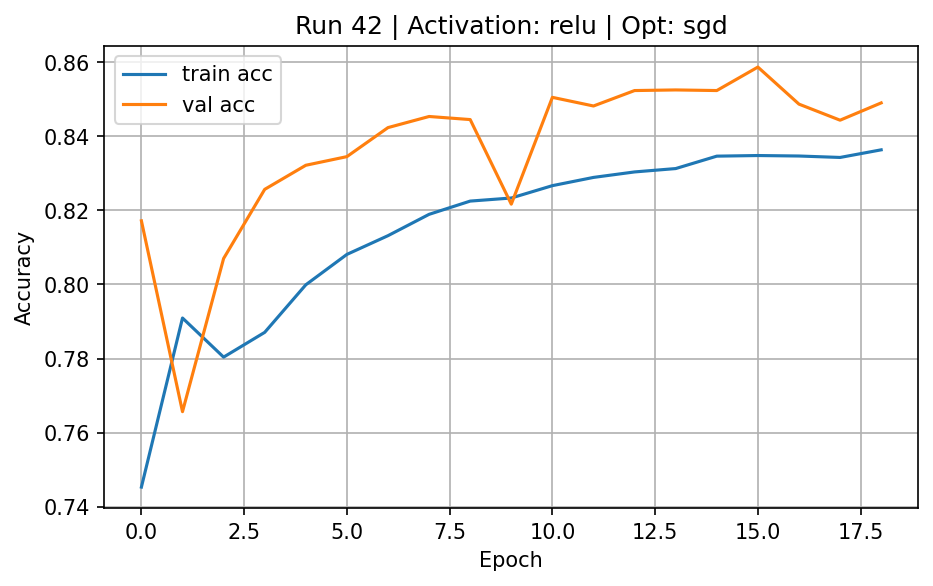 Run 42 | Activation: relu | Opt: sgd
train acc
val acc
0.86
0.84
0.82
0.80
0.78
0.76
0.74
Accuracy
0.0 2.5 5.0 7.5 10.0 12.5 15.0 17.5
Epoch